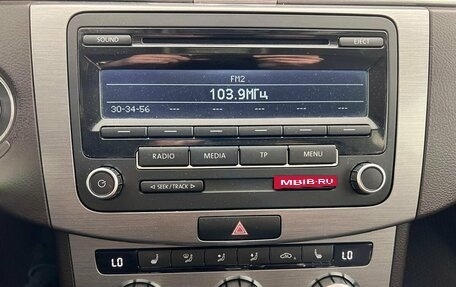 SOUND
EJECT
FM2
103.9МГц
30-34-56 --- --- --- --- ---
RADIO MEDIA TP MENU
◁ SEEK/TRACK ▷
MBIB-RU
LO LO